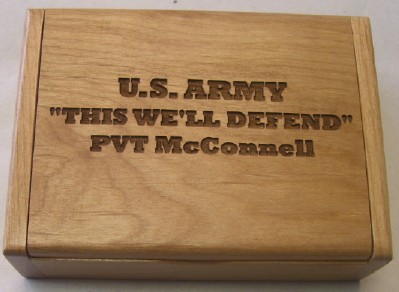 U.S. ARMY
"THIS WE'LL DEFEND"
PVT McConnell